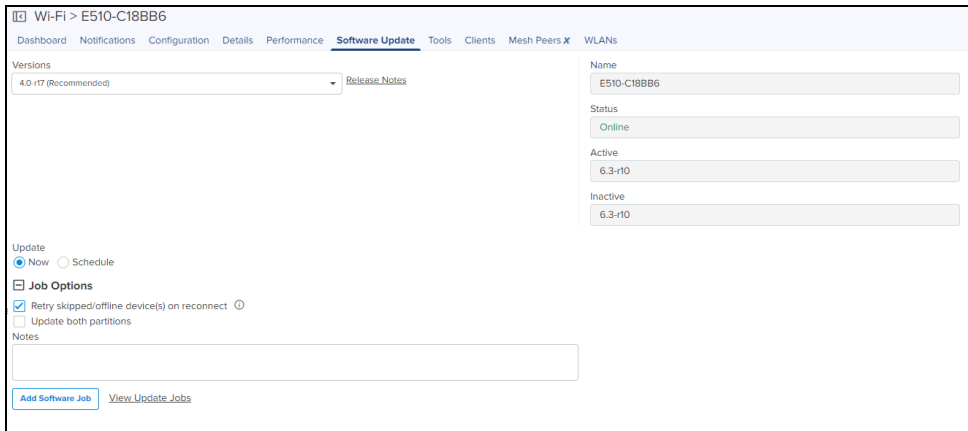 Wi-Fi > E510-C18BB6
Dashboard Notifications Configuration Details Performance Software Update Tools Clients Mesh Peers X WLANs
Versions
4.0-r17 (Recommended)
Release Notes
Name
E510-C18BB6
Status
Online
Active
6.3-r10
Inactive
6.3-r10
Update
Now Schedule
Job Options
Retry skipped/offline device(s) on reconnect
Update both partitions
Notes
Add Software Job View Update Jobs